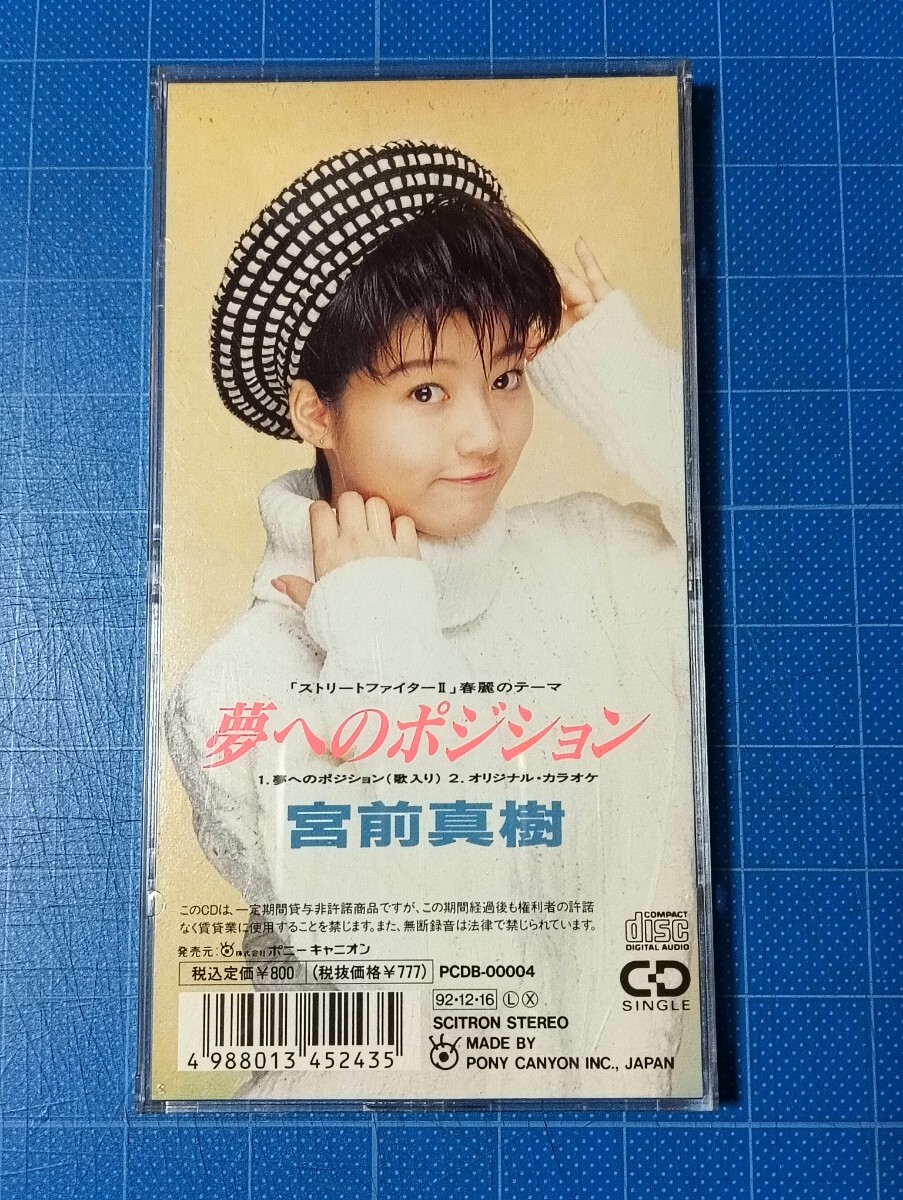 「ストリートファイターⅡ」春麗のテーマ
夢へのポジション
1. 夢へのポジション(歌入り) 2. オリジナル・カラオケ
宮前真樹
このCDは、一定期間貸与非許諾商品ですが、この期間経過後も権利者の許諾
なく賃貸業に使用することを禁じます。また、無断録音は法律で禁じられています。
発売元: 株式会社 ポニーキャニオン
税込定価¥800 (税抜価格¥777) PCDB-00004
92・12・16 Ⓛ Ⓧ
SCITRON STEREO
MADE BY
PONY CANYON INC., JAPAN
4 988013 452435
COMPACT
disc
DIGITAL AUDIO
CD
SINGLE